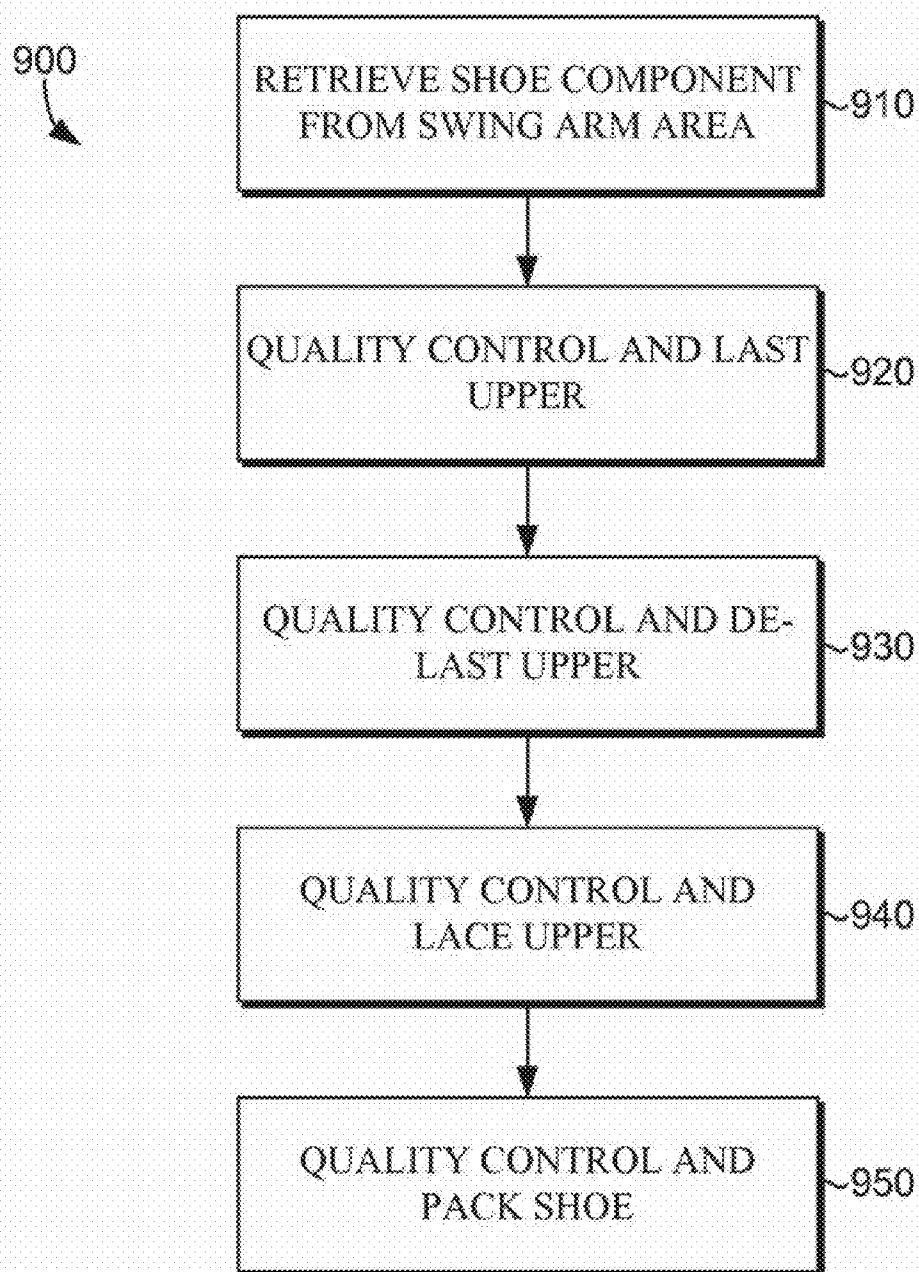 900
RETRIEVE SHOE COMPONENT
FROM SWING ARM AREA
910
QUALITY CONTROL AND LAST
UPPER
920
QUALITY CONTROL AND DE-
LAST UPPER
930
QUALITY CONTROL AND
LACE UPPER
940
QUALITY CONTROL AND
PACK SHOE
950